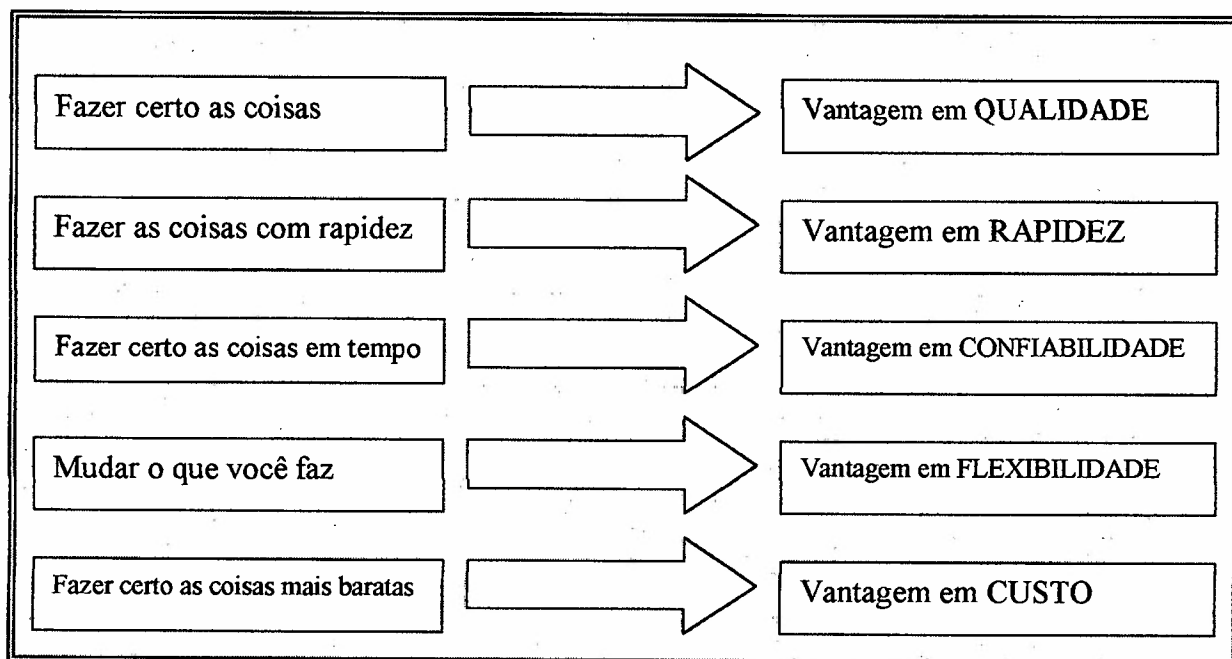 Fazer certo as coisas
Vantagem em QUALIDADE
Fazer as coisas com rapidez
Vantagem em RAPIDEZ
Fazer certo as coisas em tempo
Vantagem em CONFIABILIDADE
Mudar o que você faz
Vantagem em FLEXIBILIDADE
Fazer certo as coisas mais baratas
Vantagem em CUSTO